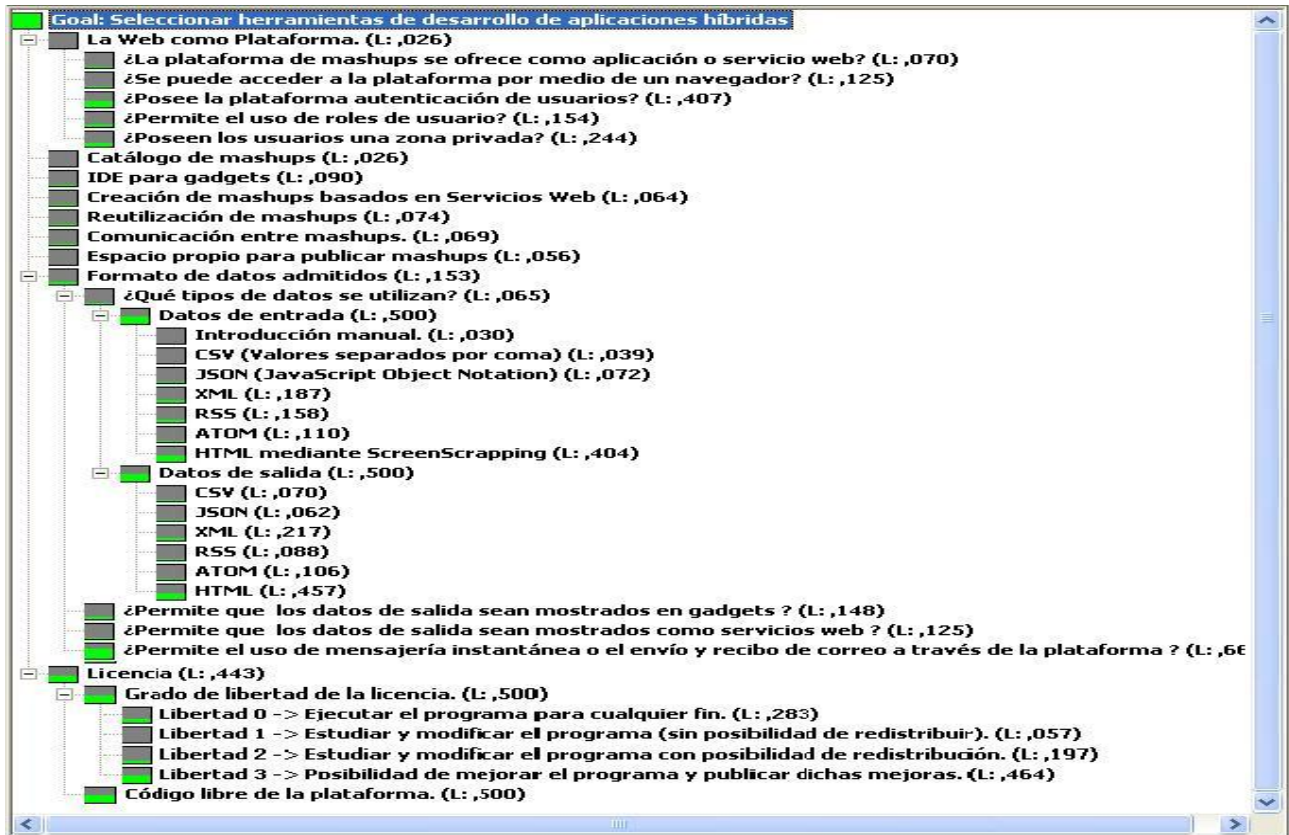 Goal: Seleccionar herramientas de desarrollo de aplicaciones híbridas
La Web como Plataforma. (L: ,026)
¿La plataforma de mashups se ofrece como aplicación o servicio web? (L: ,070)
¿Se puede acceder a la plataforma por medio de un navegador? (L: ,125)
¿Posee la plataforma autenticación de usuarios? (L: ,407)
¿Permite el uso de roles de usuario? (L: ,154)
¿Poseen los usuarios una zona privada? (L: ,244)
Catálogo de mashups (L: ,026)
IDE para gadgets (L: ,090)
Creación de mashups basados en Servicios Web (L: ,064)
Reutilización de mashups (L: ,074)
Comunicación entre mashups. (L: ,069)
Espacio propio para publicar mashups (L: ,056)
Formato de datos admitidos (L: ,153)
¿Qué tipos de datos se utilizan? (L: ,065)
Datos de entrada (L: ,500)
Introducción manual. (L: ,030)
CSV (Valores separados por coma) (L: ,039)
JSON (JavaScript Object Notation) (L: ,072)
XML (L: ,187)
RSS (L: ,158)
ATOM (L: ,110)
HTML mediante ScreenScrapping (L: ,404)
Datos de salida (L: ,500)
CSV (L: ,070)
JSON (L: ,062)
XML (L: ,217)
RSS (L: ,088)
ATOM (L: ,106)
HTML (L: ,457)
¿Permite que los datos de salida sean mostrados en gadgets ? (L: ,148)
¿Permite que los datos de salida sean mostrados como servicios web ? (L: ,125)
¿Permite el uso de mensajería instantánea o el envío y recibo de correo a través de la plataforma ? (L: ,66
Licencia (L: ,443)
Grado de libertad de la licencia. (L: ,500)
Libertad 0 -> Ejecutar el programa para cualquier fin. (L: ,283)
Libertad 1 -> Estudiar y modificar el programa (sin posibilidad de redistribuir). (L: ,057)
Libertad 2 -> Estudiar y modificar el programa con posibilidad de redistribución. (L: ,197)
Libertad 3 -> Posibilidad de mejorar el programa y publicar dichas mejoras. (L: ,464)
Código libre de la plataforma. (L: ,500)